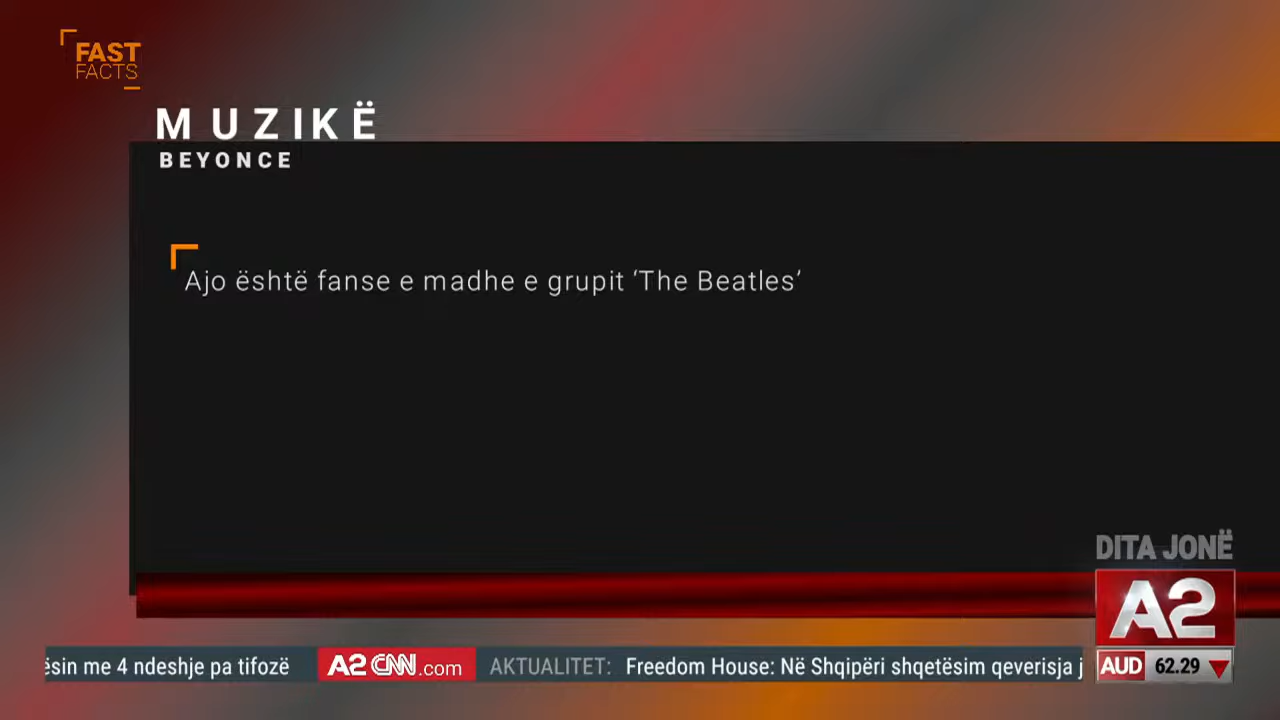 FAST
FACTS
MUZIKË
BEYONCE
Ajo është fanse e madhe e grupit ‘The Beatles’
DITA JONË
A2
ësin me 4 ndeshje pa tifozë A2 CNN.com AKTUALITET: Freedom House: Në Shqipëri shqetësim qeverisja j
AUD 62.29